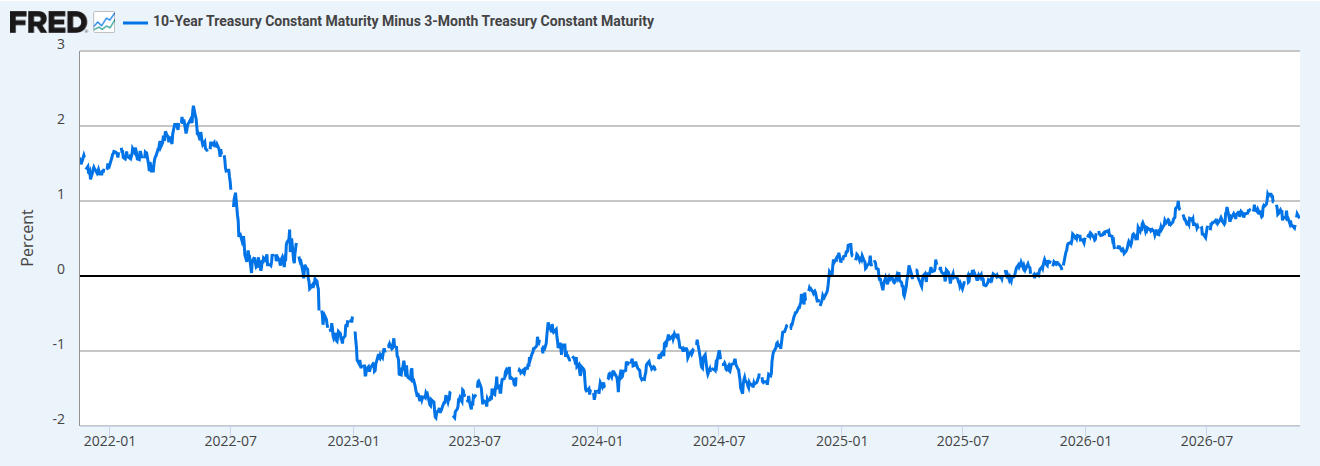 FRED 10-Year Treasury Constant Maturity Minus 3-Month Treasury Constant Maturity
Percent
3
2
1
0
-1
-2
2022-01 2022-07 2023-01 2023-07 2024-01 2024-07 2025-01 2025-07 2026-01 2026-07